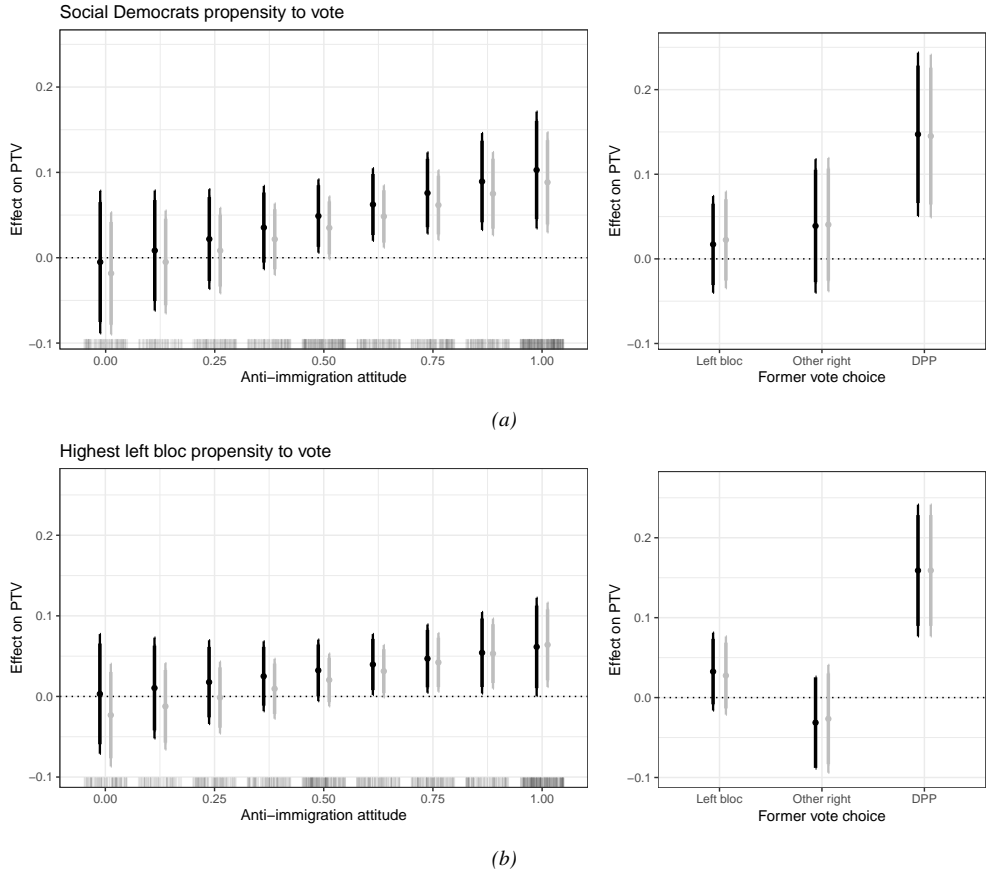 Social Democrats propensity to vote
Effect on PTV
0.2
0.1
0.0
−0.1
0.00 0.25 0.50 0.75 1.00
Anti−immigration attitude
Effect on PTV
0.2
0.1
0.0
−0.1
Left bloc Other right DPP
Former vote choice
(a)
Highest left bloc propensity to vote
Effect on PTV
0.2
0.1
0.0
−0.1
0.00 0.25 0.50 0.75 1.00
Anti−immigration attitude
Effect on PTV
0.2
0.1
0.0
−0.1
Left bloc Other right DPP
Former vote choice
(b)